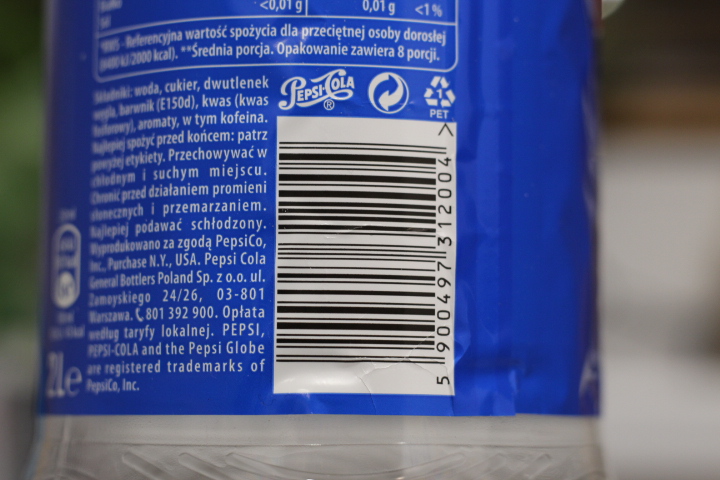 <0,01 g 0,01 g <1%
Sól
*RWS - Referencyjna wartość spożycia dla przeciętnej osoby dorosłej
(8400 kJ/2000 kcal). **Średnia porcja. Opakowanie zawiera 8 porcji.
Składniki: woda, cukier, dwutlenek
węgla, barwnik (E150d), kwas (kwas
fosforowy), aromaty, w tym kofeina.
Najlepiej spożyć przed końcem: patrz
powyżej etykiety. Przechowywać w
chłodnym i suchym miejscu.
Chronić przed działaniem promieni
słonecznych i przemarzaniem.
Najlepiej podawać schłodzony.
Wyprodukowano za zgodą PepsiCo,
Inc., Purchase N.Y., USA. Pepsi Cola
General Bottlers Poland Sp. z o.o. ul.
Zamoyskiego 24/26, 03-801
Warszawa. 801 392 900. Opłata
według taryfy lokalnej. PEPSI,
PEPSI-COLA and the Pepsi Globe
are registered trademarks of
PepsiCo, Inc.
2L e
PEPSI-COLA
®
1
PET
5 900497 312004 >